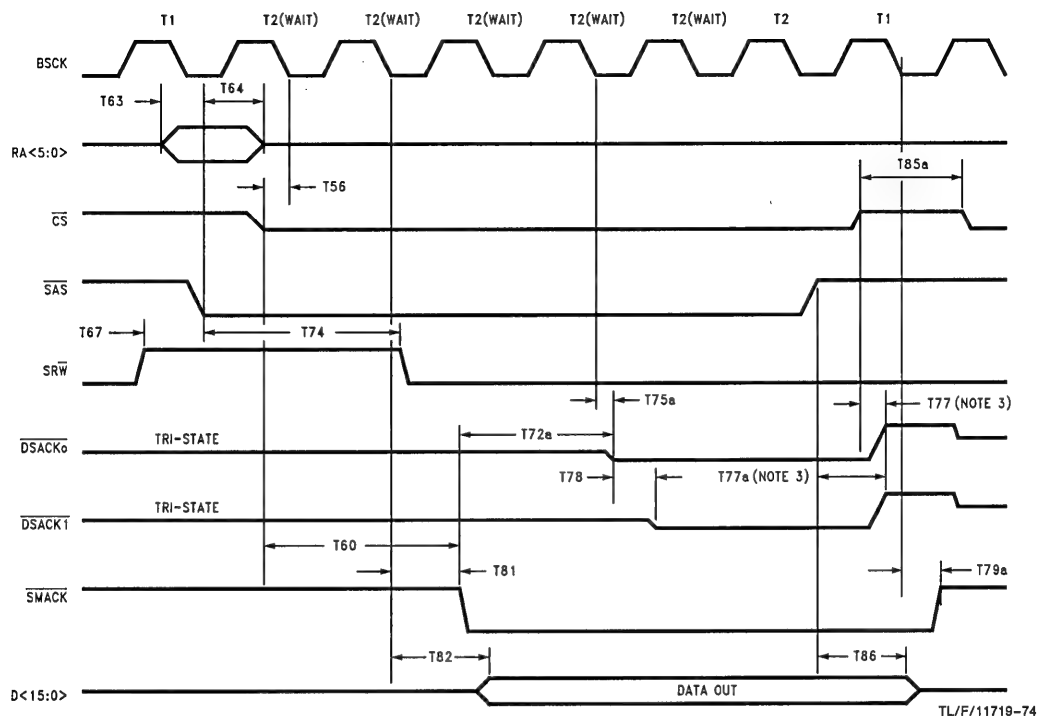 T1 T2(WAIT) T2(WAIT) T2(WAIT) T2(WAIT) T2(WAIT) T2 T1
BSCK
T63 T64
RA<5:0>
T56 T85a
CS
SAS
T67 T74
SRW
T75a T77 (NOTE 3)
TRI-STATE T72a
DSACKo
T78 T77a (NOTE 3)
TRI-STATE
DSACK1
T60
T81 T79a
SMACK
T82 T86
D<15:0> DATA OUT
TL/F/11719-74